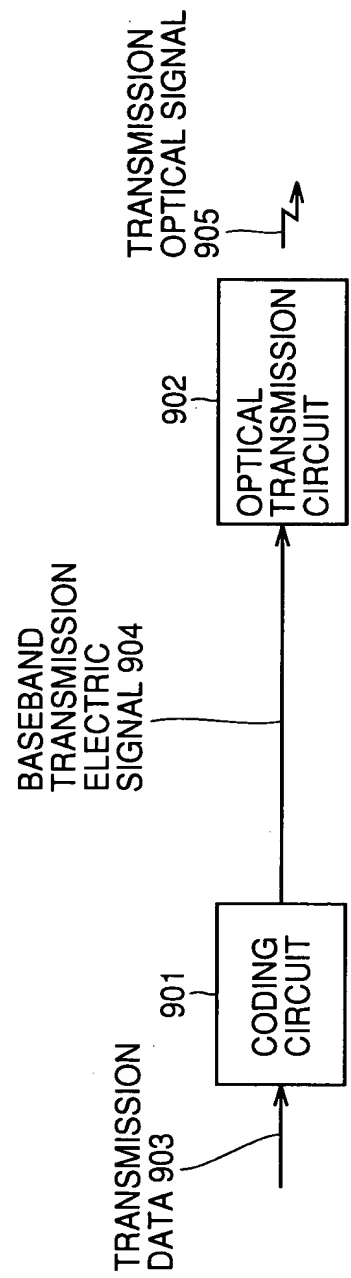 TRANSMISSION
DATA 903
901
CODING
CIRCUIT
BASEBAND
TRANSMISSION
ELECTRIC
SIGNAL 904
902
OPTICAL
TRANSMISSION
CIRCUIT
TRANSMISSION
OPTICAL SIGNAL
905